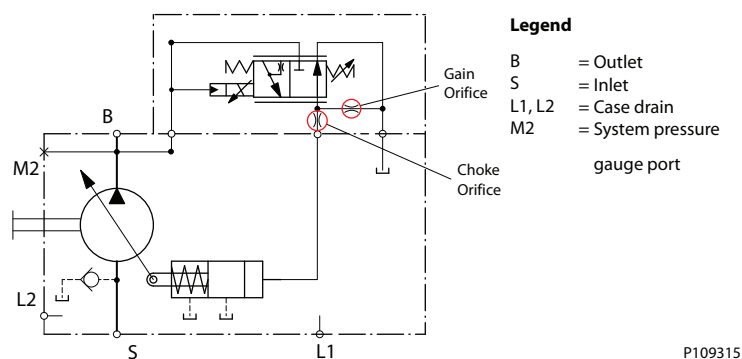 B
M2
L2
S
L1
Gain
Orifice
Choke
Orifice
Legend
B = Outlet
S = Inlet
L1, L2 = Case drain
M2 = System pressure
gauge port
P109315